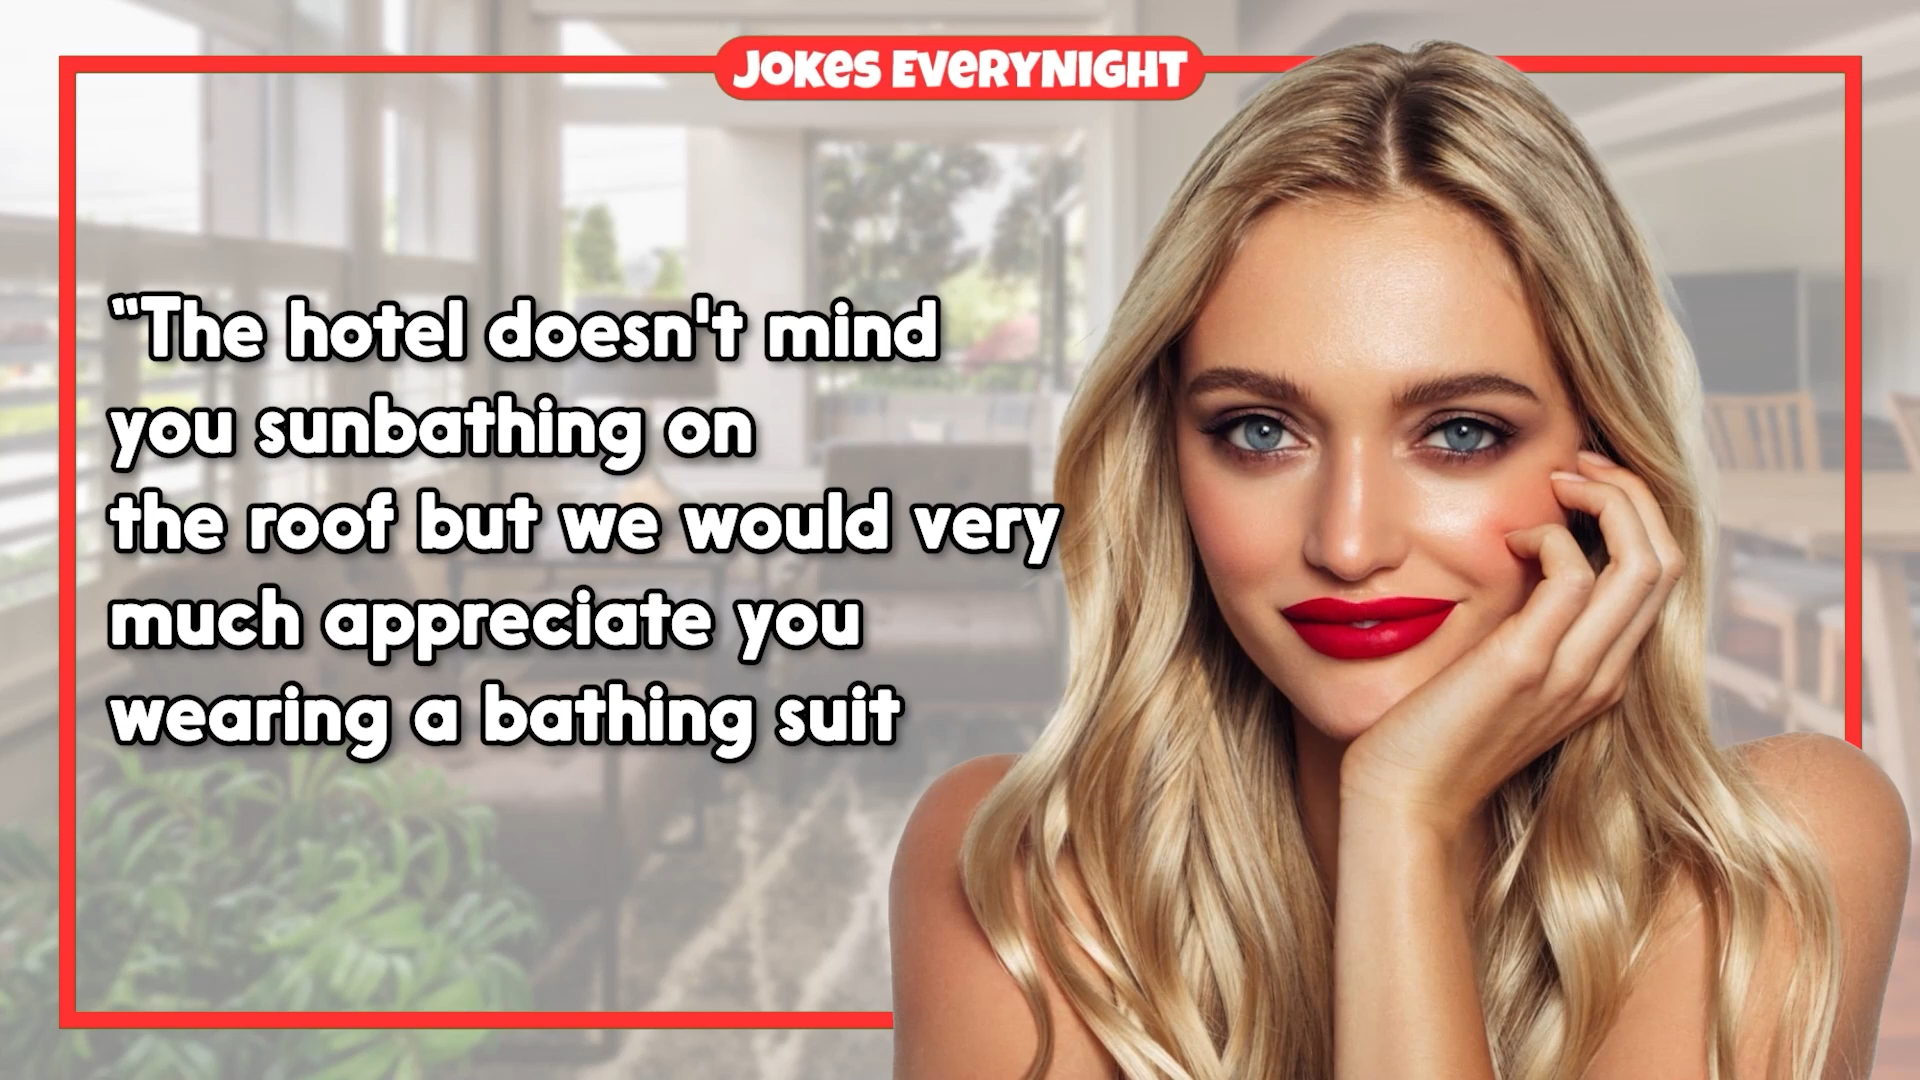 JOKES EVERYNIGHT
"The hotel doesn't mind
you sunbathing on
the roof but we would very
much appreciate you
wearing a bathing suit